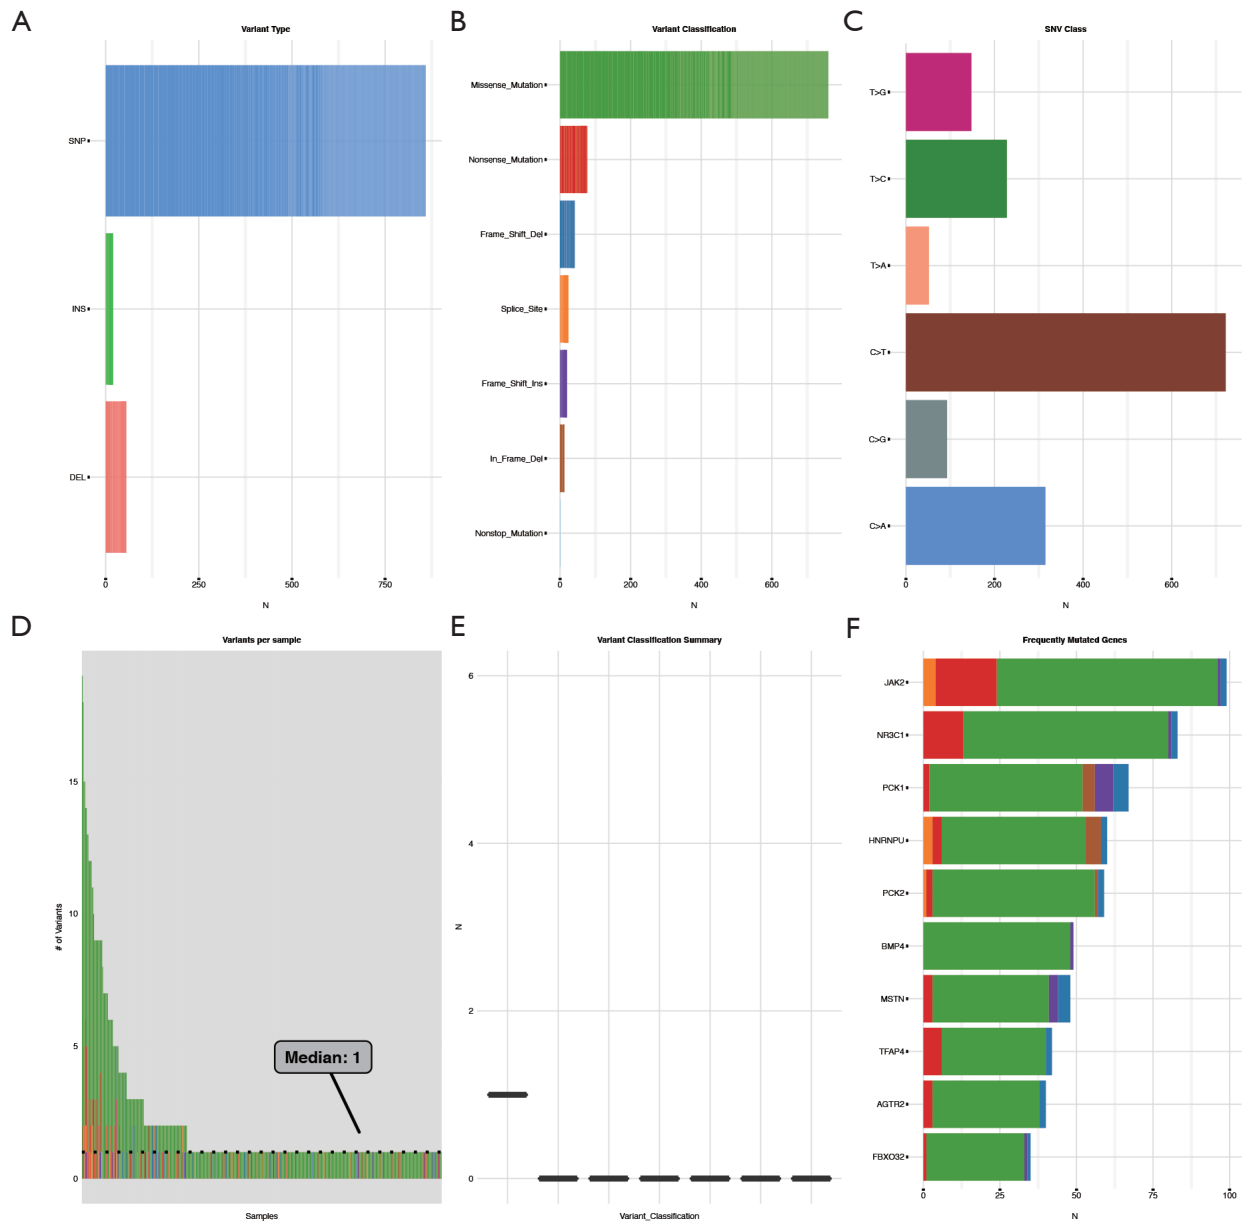 A
Variant Type
SNP
INS
DEL
0 250 500 750
N
B
Variant Classification
Missense_Mutation
Nonsense_Mutation
Frame_Shift_Del
Splice_Site
Frame_Shift_Ins
In_Frame_Del
Nonstop_Mutation
0 200 400 600
N
C
SNV Class
T>G
T>C
T>A
C>T
C>G
C>A
0 200 400 600
N
D
Variants per sample
# of Variants
15
10
5
0
Median: 1
Samples
E
Variant Classification Summary
N
6
4
2
0
Variant_Classification
F
Frequently Mutated Genes
JAK2
NR3C1
PCK1
HNRNPU
PCK2
BMP4
MSTN
TFAP4
AGTR2
FBXO32
0 25 50 75 100
N